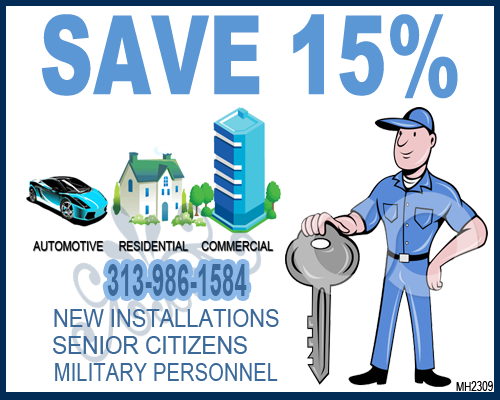 SAVE 15%
AUTOMOTIVE RESIDENTIAL COMMERCIAL
313-986-1584
NEW INSTALLATIONS
SENIOR CITIZENS
MILITARY PERSONNEL
MH2309